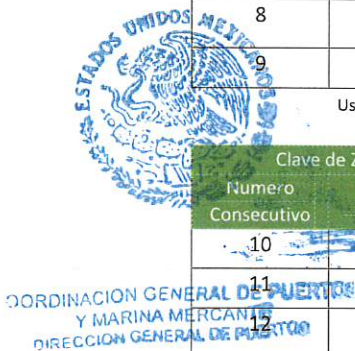 8
ESTADOS UNIDOS MEXICANOS
9
Us
Clave de Z
Numero
Consecutivo
10
11
OORDINACION GENERAL DE PUERTOS
Y MARINA MERCANTE
12
DIRECCION GENERAL DE PUERTOS